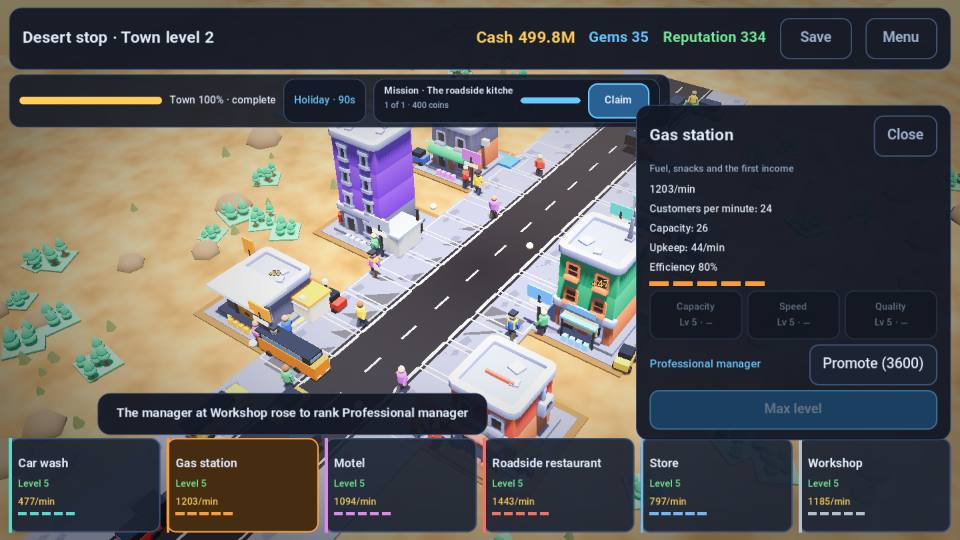 Desert stop · Town level 2
Cash 499.8M
Gems 35
Reputation 334
Save
Menu
Town 100% · complete
Holiday · 90s
Mission · The roadside kitche
1 of 1 · 400 coins
Claim
Gas station
Close
Fuel, snacks and the first income
1203/min
Customers per minute: 24
Capacity: 26
Upkeep: 44/min
Efficiency 80%
Capacity
Lv 5 · –
Speed
Lv 5 · –
Quality
Lv 5 · –
Professional manager
Promote (3600)
Max level
The manager at Workshop rose to rank Professional manager
Car wash
Level 5
477/min
Gas station
Level 5
1203/min
Motel
Level 5
1094/min
Roadside restaurant
Level 5
1443/min
Store
Level 5
797/min
Workshop
Level 5
1185/min